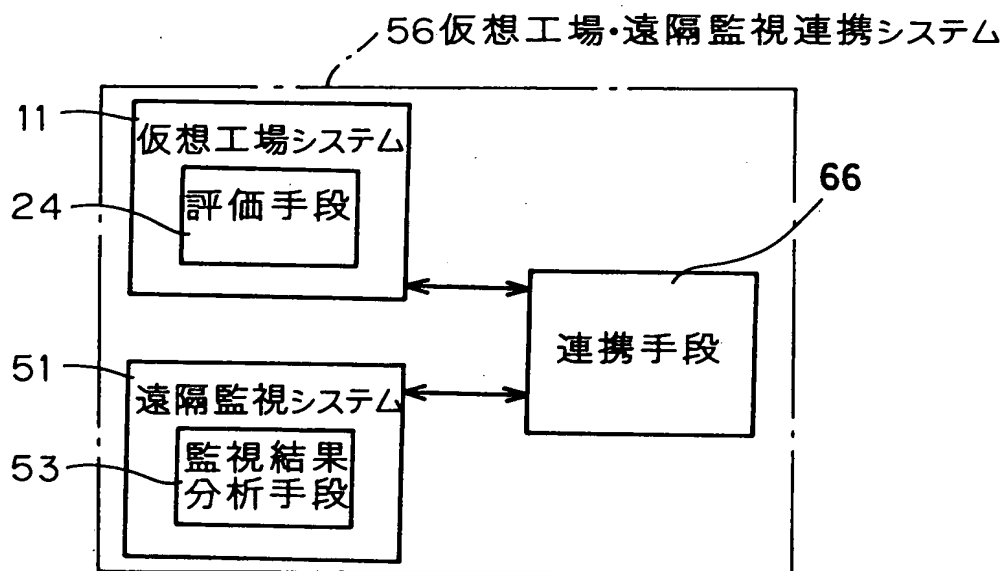 56仮想工場・遠隔監視連携システム
11
仮想工場システム
24
評価手段
66
連携手段
51
遠隔監視システム
53
監視結果
分析手段